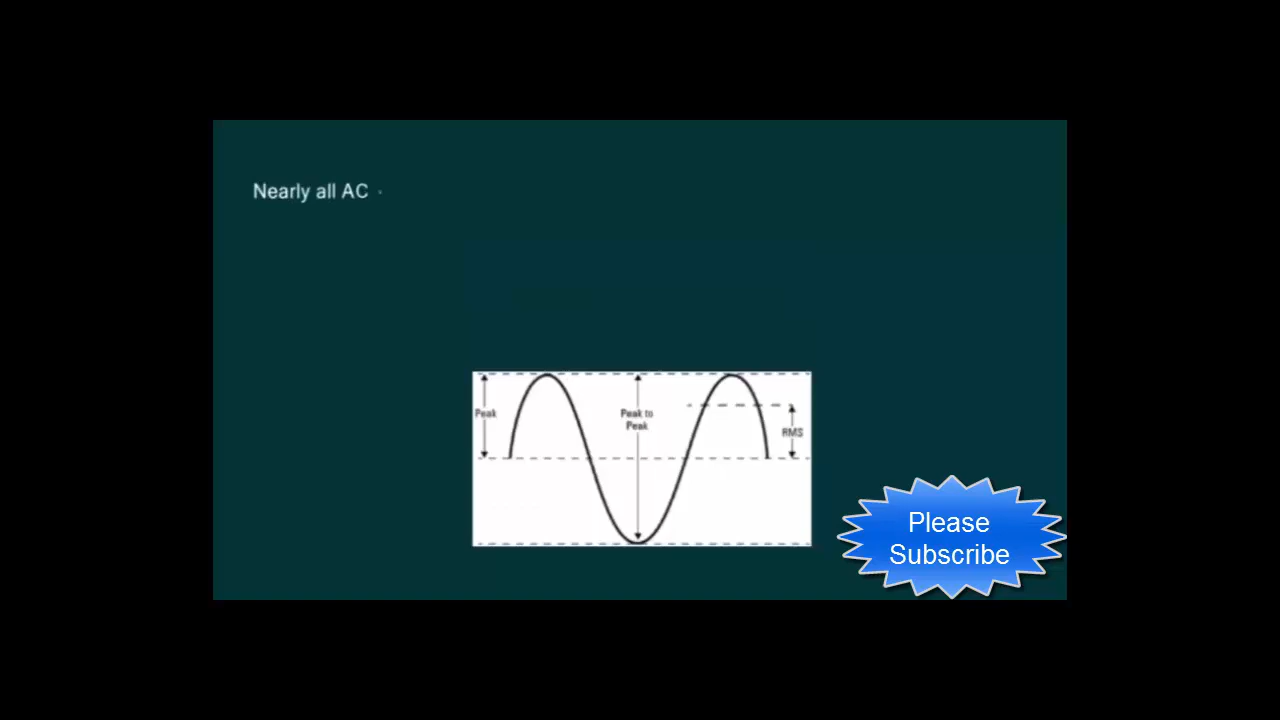 Nearly all AC
Peak
Peak to
Peak
RMS
Please
Subscribe